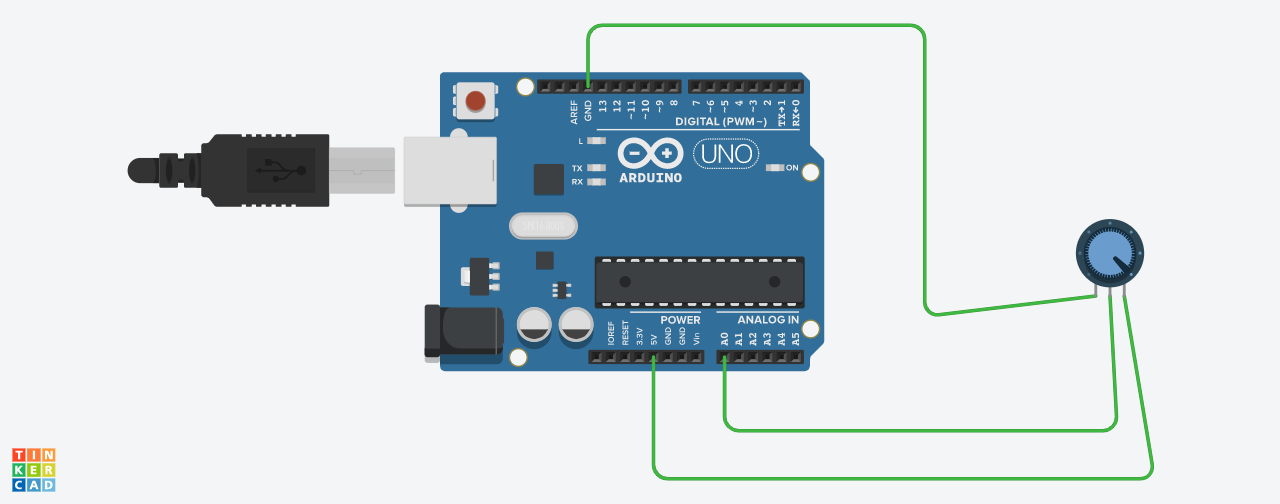 AREF
GND
13
12
~11
~10
~9
8
7
~6
~5
4
~3
2
TX→1
RX←0
DIGITAL (PWM~)
L
TX
RX
UNO
ARDUINO
ON
POWER
ANALOG IN
IOREF
RESET
3.3V
5V
GND
GND
Vin
A0
A1
A2
A3
A4
A5
TIN
KER
CAD